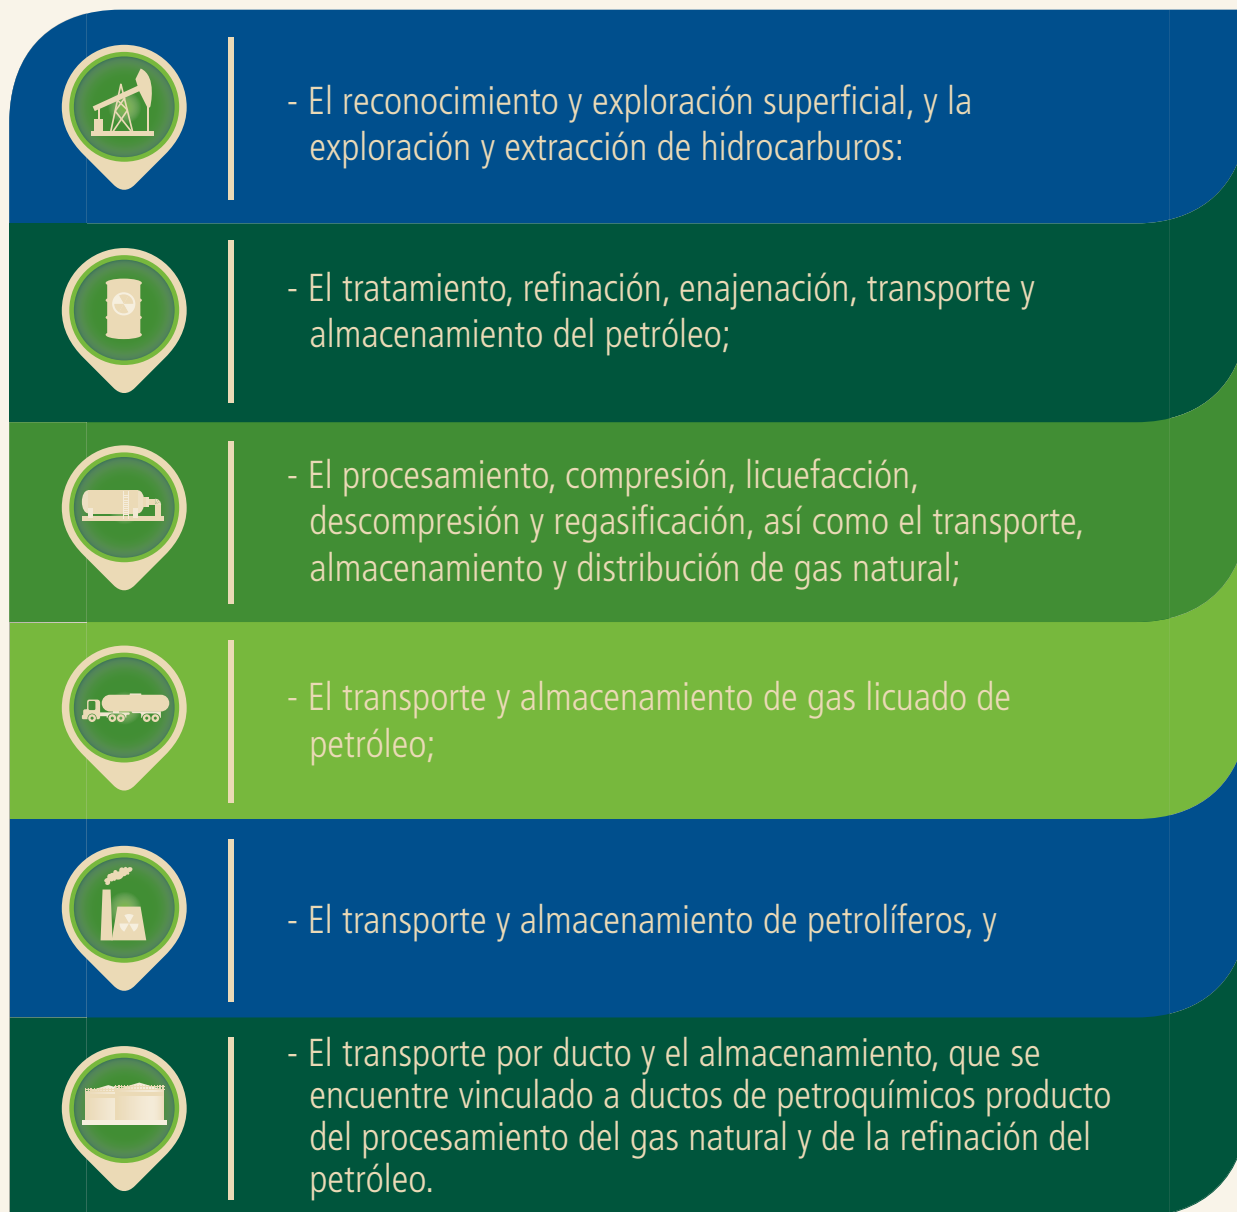 - El reconocimiento y exploración superficial, y la
exploración y extracción de hidrocarburos:
- El tratamiento, refinación, enajenación, transporte y
almacenamiento del petróleo;
- El procesamiento, compresión, licuefacción,
descompresión y regasificación, así como el transporte,
almacenamiento y distribución de gas natural;
- El transporte y almacenamiento de gas licuado de
petróleo;
- El transporte y almacenamiento de petrolíferos, y
- El transporte por ducto y el almacenamiento, que se
encuentre vinculado a ductos de petroquímicos producto
del procesamiento del gas natural y de la refinación del
petróleo.